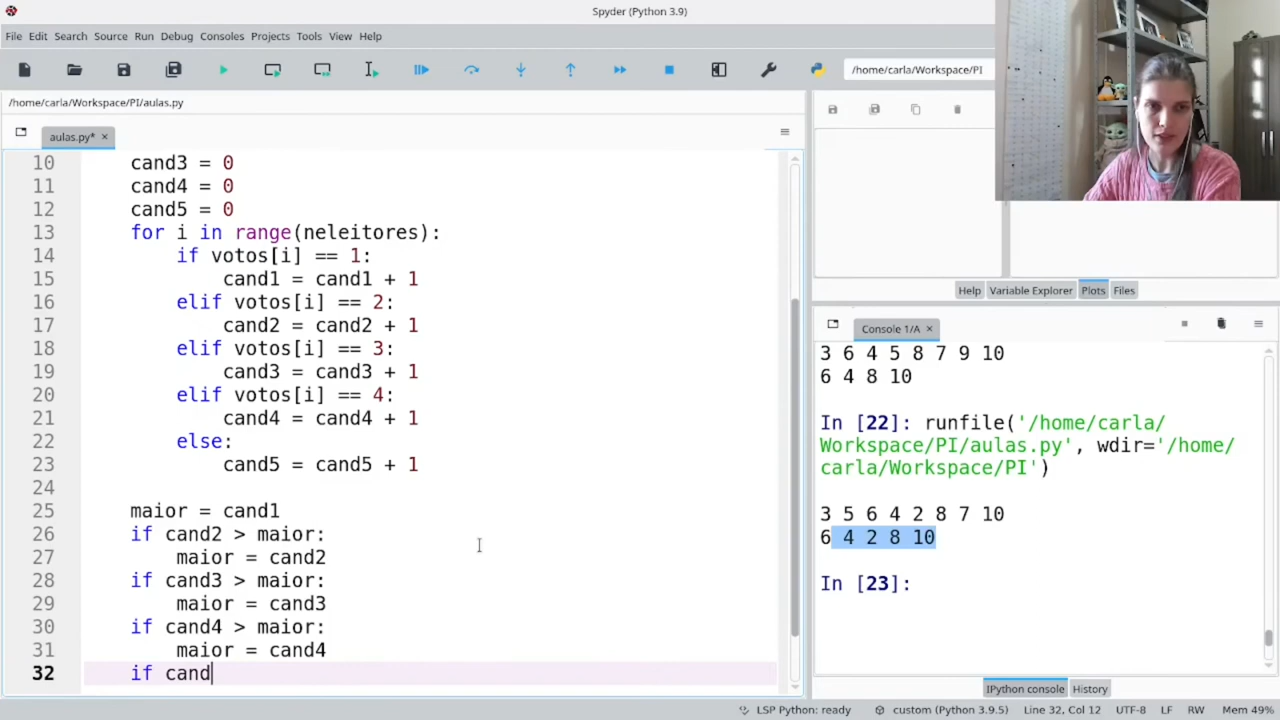 Spyder (Python 3.9)
File Edit Search Source Run Debug Consoles Projects Tools View Help
/home/carla/Workspace/PI
/home/carla/Workspace/PI/aulas.py
aulas.py* ×
10 cand3 = 0
11 cand4 = 0
12 cand5 = 0
13 for i in range(neleitores):
14 if votos[i] == 1:
15 cand1 = cand1 + 1
16 elif votos[i] == 2:
17 cand2 = cand2 + 1
18 elif votos[i] == 3:
19 cand3 = cand3 + 1
20 elif votos[i] == 4:
21 cand4 = cand4 + 1
22 else:
23 cand5 = cand5 + 1
24
25 maior = cand1
26 if cand2 > maior:
27 maior = cand2
28 if cand3 > maior:
29 maior = cand3
30 if cand4 > maior:
31 maior = cand4
32 if cand
Help Variable Explorer Plots Files
Console 1/A ×
3 6 4 5 8 7 9 10
6 4 8 10
In [22]: runfile('/home/carla/
Workspace/PI/aulas.py', wdir='/home/
carla/Workspace/PI')
3 5 6 4 2 8 7 10
6 4 2 8 10
In [23]:
IPython console History
LSP Python: ready custom (Python 3.9.5) Line 32, Col 12 UTF-8 LF RW Mem 49%